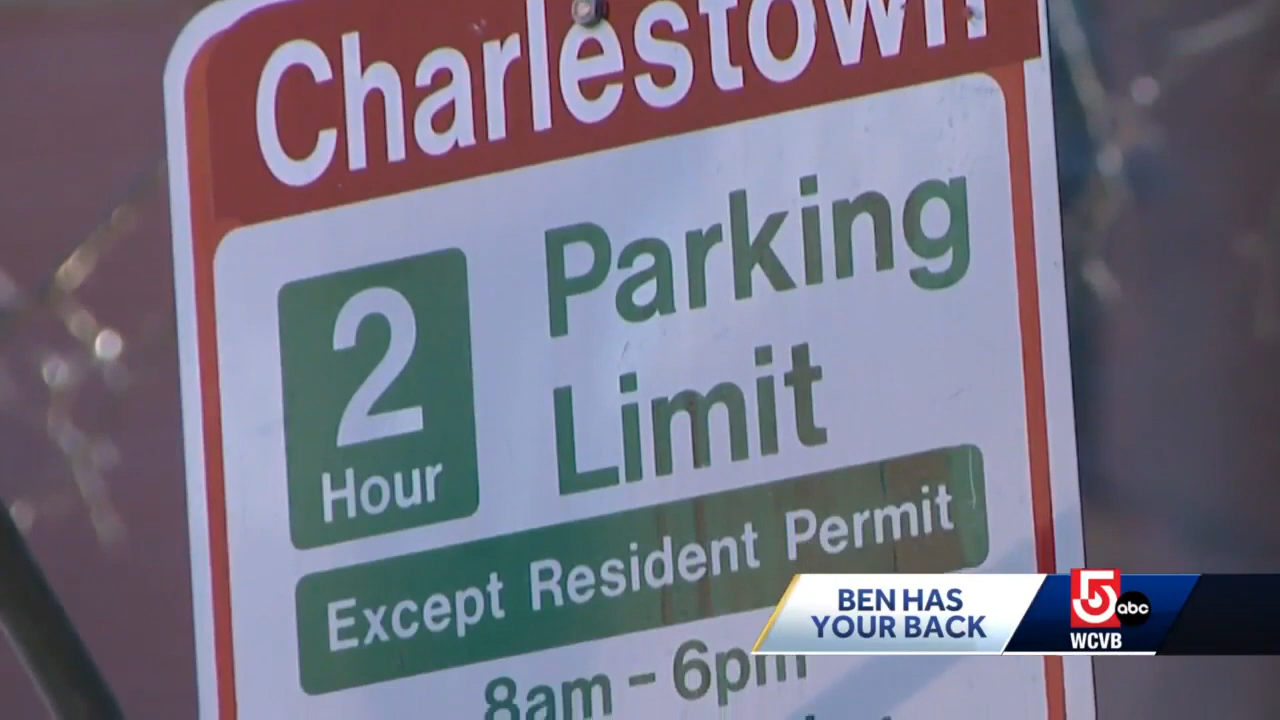 Charlestown
2
Hour
Parking
Limit
Except Resident Permit
8am - 6pm
BEN HAS
YOUR BACK
5
abc
WCVB